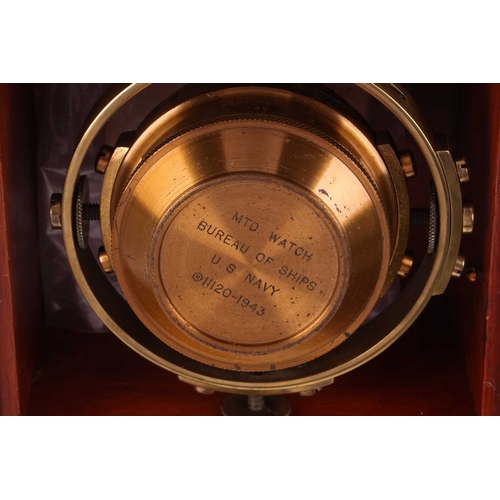 MTD WATCH
BUREAU OF SHIPS
U S NAVY
®11120-1943